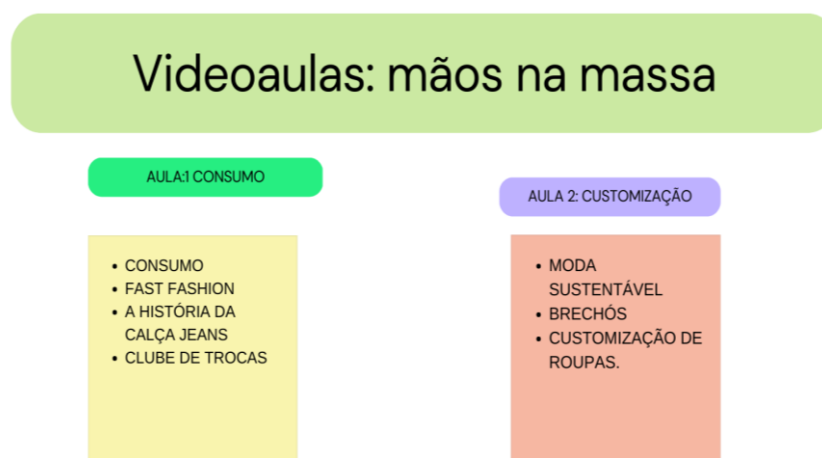 Videoaulas: mãos na massa
AULA:1 CONSUMO
• CONSUMO
• FAST FASHION
• A HISTÓRIA DA
CALÇA JEANS
• CLUBE DE TROCAS
AULA 2: CUSTOMIZAÇÃO
• MODA
SUSTENTÁVEL
• BRECHÓS
• CUSTOMIZAÇÃO DE
ROUPAS.